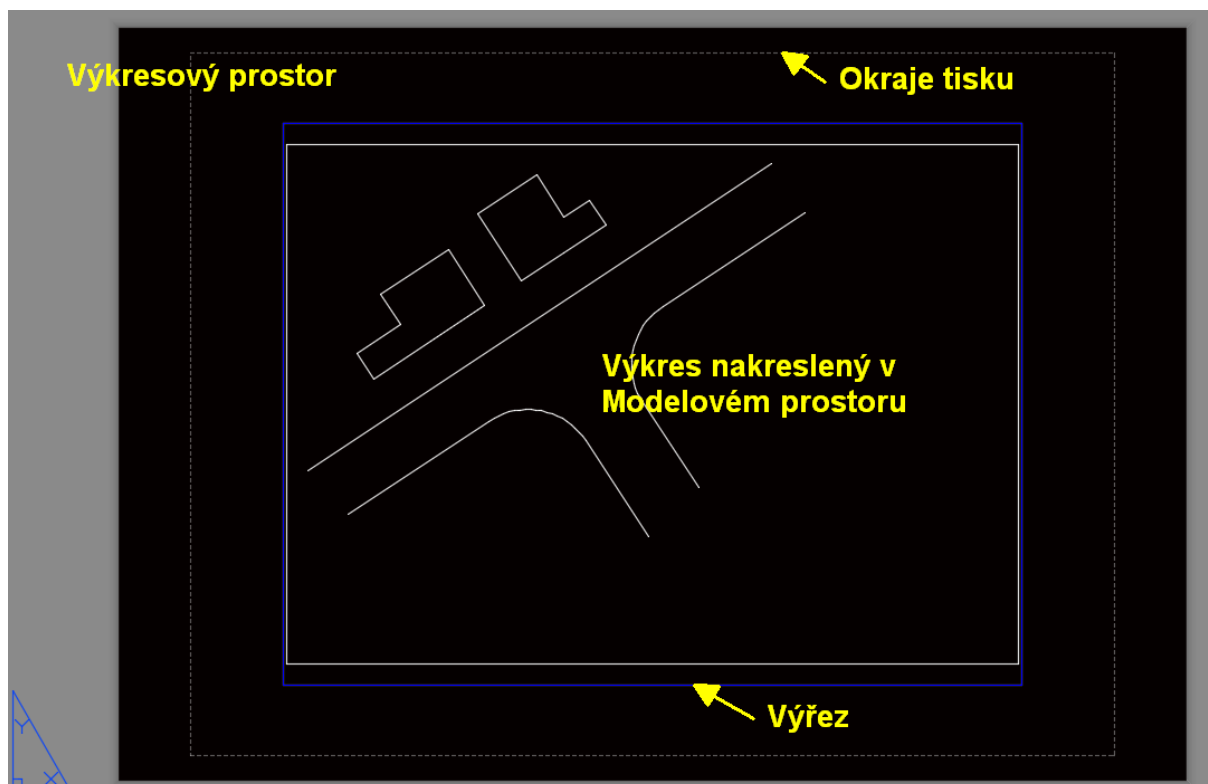 Výkresový prostor
Okraje tisku
Výkres nakreslený v
Modelovém prostoru
Výřez
Y
X